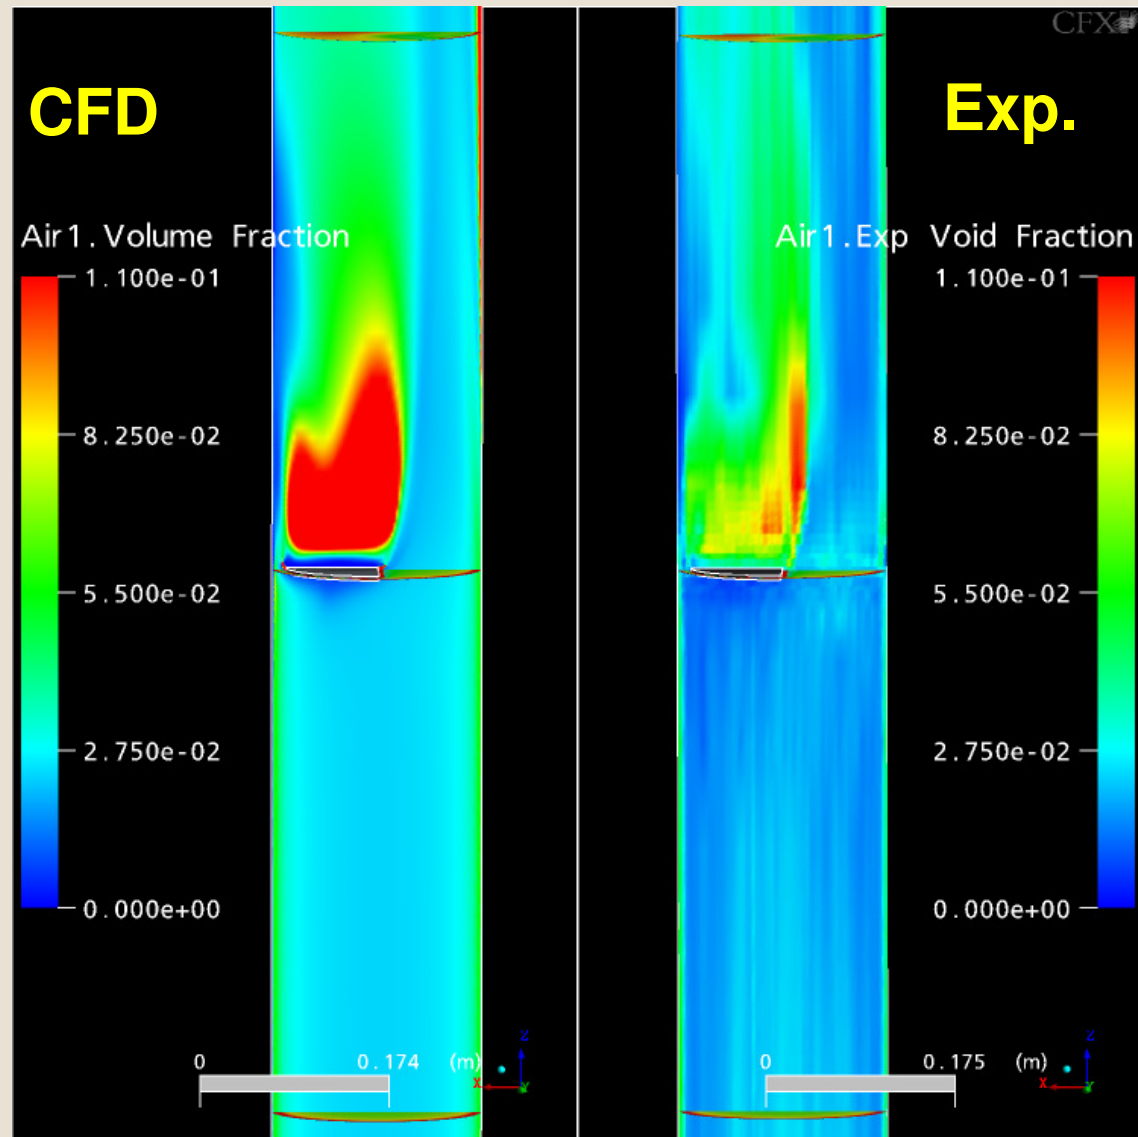 CFX
CFD
Exp.
Air1.Volume Fraction
1.100e-01
8.250e-02
5.500e-02
2.750e-02
0.000e+00
0 0.174 (m)
Z
X
Y
Air1.Exp Void Fraction
1.100e-01
8.250e-02
5.500e-02
2.750e-02
0.000e+00
0 0.175 (m)
Z
X
Y